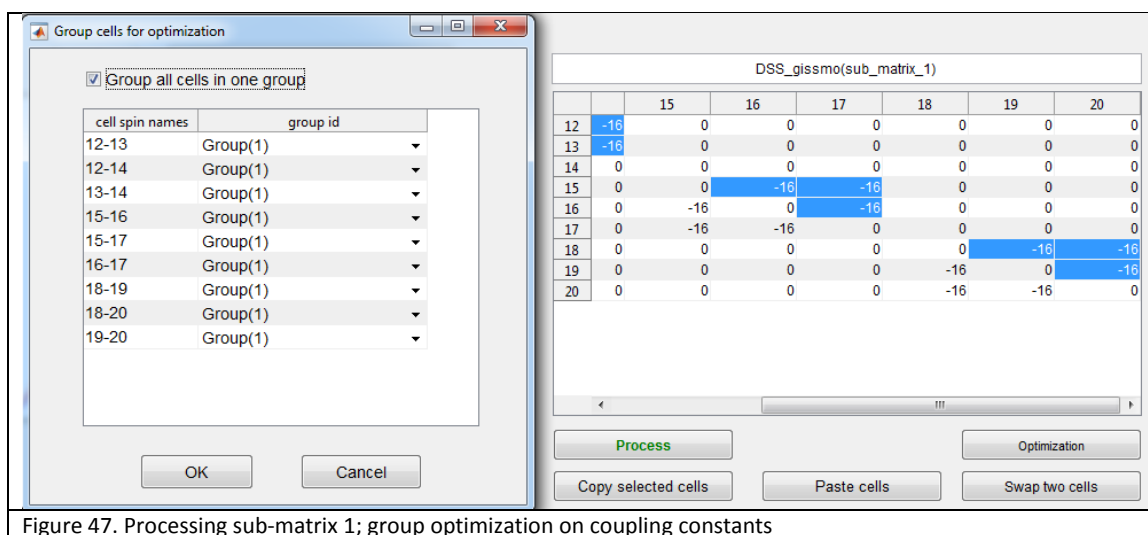 Group cells for optimization
Group all cells in one group
cell spin names group id
12-13 Group(1)
12-14 Group(1)
13-14 Group(1)
15-16 Group(1)
15-17 Group(1)
16-17 Group(1)
18-19 Group(1)
18-20 Group(1)
19-20 Group(1)
OK Cancel
DSS_gissmo(sub_matrix_1)
15 16 17 18 19 20
12 -16 0 0 0 0 0 0
13 -16 0 0 0 0 0 0
14 0 0 0 0 0 0 0
15 0 0 -16 -16 0 0 0
16 0 -16 0 -16 0 0 0
17 0 -16 -16 0 0 0 0
18 0 0 0 0 0 -16 -16
19 0 0 0 0 -16 0 -16
20 0 0 0 0 -16 -16 0
Process Optimization
Copy selected cells Paste cells Swap two cells
Figure 47. Processing sub-matrix 1; group optimization on coupling constants